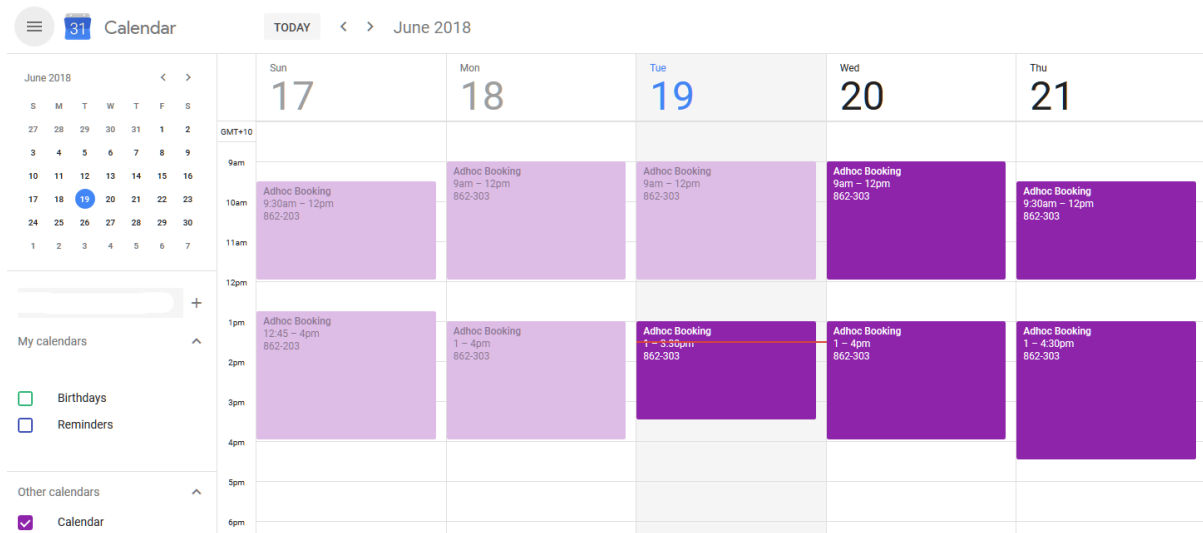 31 Calendar TODAY June 2018
June 2018
S M T W T F S
27 28 29 30 31 1 2
3 4 5 6 7 8 9
10 11 12 13 14 15 16
17 18 19 20 21 22 23
24 25 26 27 28 29 30
1 2 3 4 5 6 7
My calendars
Birthdays
Reminders
Other calendars
Calendar
Sun Mon Tue Wed Thu
17 18 19 20 21
GMT+10
9am
10am
11am
12pm
1pm
2pm
3pm
4pm
5pm
6pm
Adhoc Booking
9:30am – 12pm
862-203
Adhoc Booking
12:45 – 4pm
862-203
Adhoc Booking
9am – 12pm
862-303
Adhoc Booking
1 – 4pm
862-303
Adhoc Booking
9am – 12pm
862-303
Adhoc Booking
1 – 3:30pm
862-303
Adhoc Booking
9am – 12pm
862-303
Adhoc Booking
1 – 4pm
862-303
Adhoc Booking
9:30am – 12pm
862-303
Adhoc Booking
1 – 4:30pm
862-303